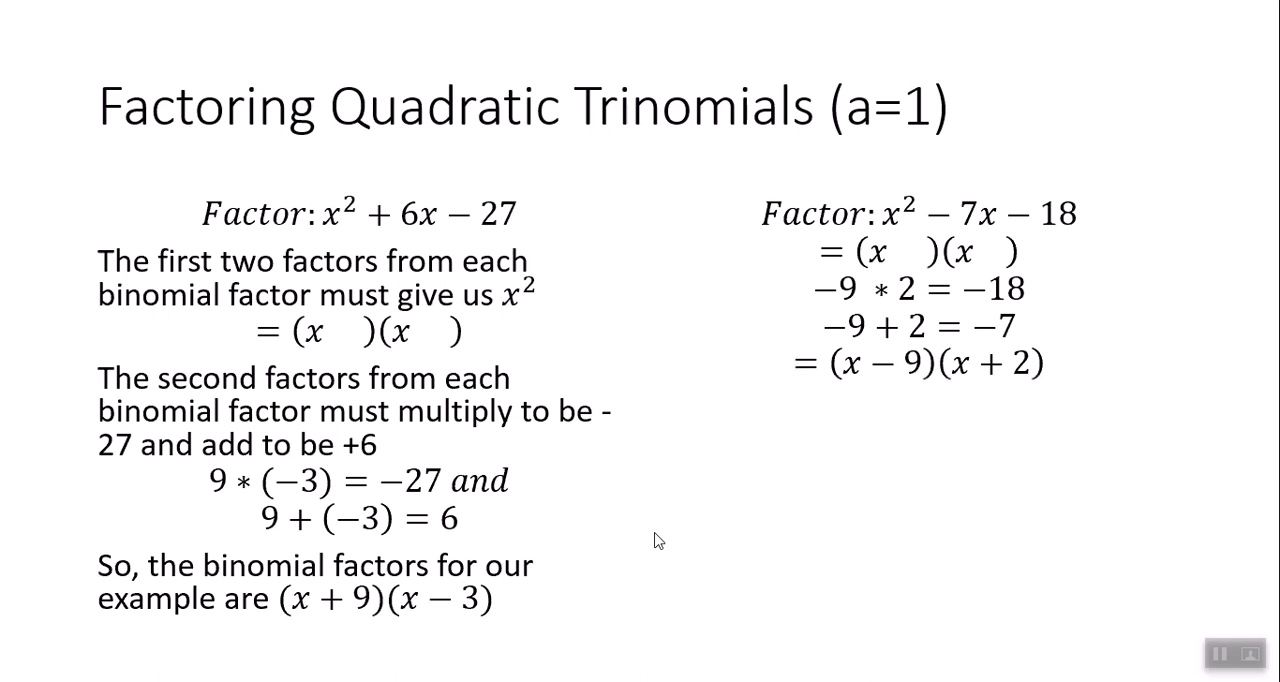 Factoring Quadratic Trinomials (a=1)
Factor: x² + 6x − 27
The first two factors from each
binomial factor must give us x²
= (x   )(x   )
The second factors from each
binomial factor must multiply to be -
27 and add to be +6
9 ∗ (−3) = −27 and
9 + (−3) = 6
So, the binomial factors for our
example are (x + 9)(x − 3)
Factor: x² − 7x − 18
= (x   )(x   )
−9 ∗ 2 = −18
−9 + 2 = −7
= (x − 9)(x + 2)